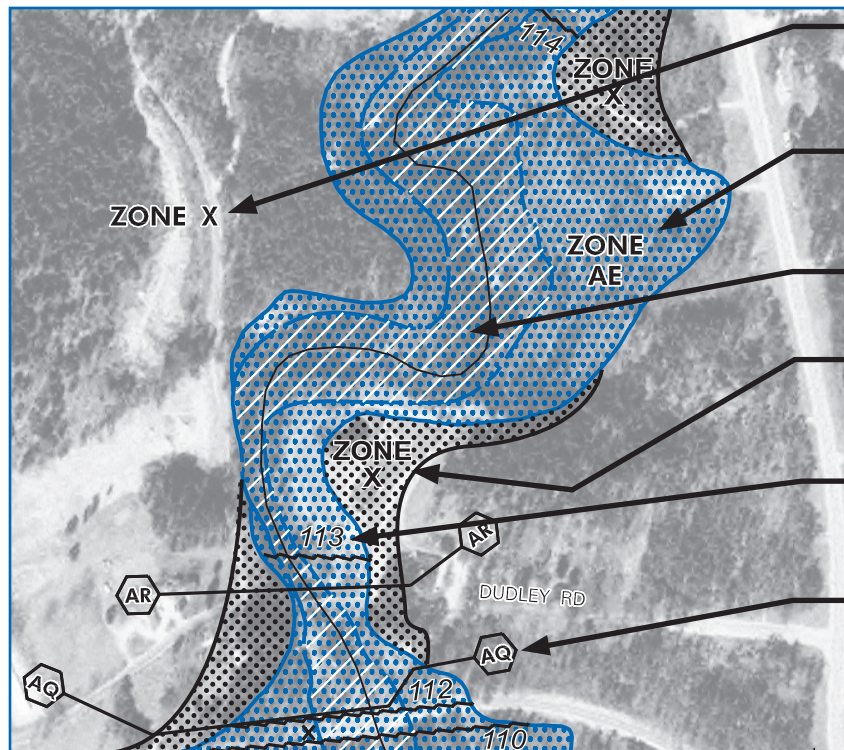 114
ZONE
X
ZONE X
ZONE
AE
ZONE
X
113
AR
AR
DUDLEY RD
AQ
AQ
112
X
110